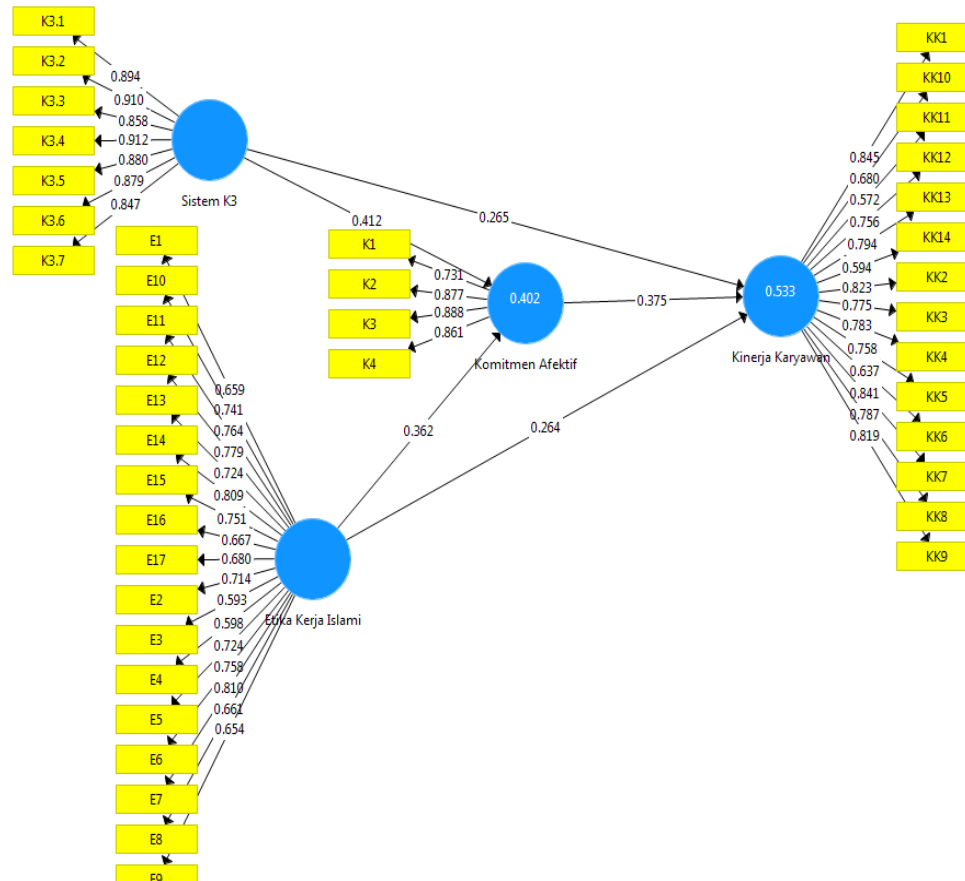 K3.1
K3.2
K3.3
K3.4
K3.5
K3.6
K3.7
0.894
0.910
0.858
0.912
0.880
0.879
0.847
Sistem K3
E1
E10
E11
E12
E13
E14
E15
E16
E17
E2
E3
E4
E5
E6
E7
E8
E9
0.659
0.741
0.764
0.779
0.724
0.809
0.751
0.667
0.680
0.714
0.593
0.598
0.724
0.758
0.810
0.661
0.654
Etika Kerja Islami
0.412
0.265
K1
K2
K3
K4
0.731
0.877
0.888
0.861
0.402
Komitmen Afektif
0.375
0.362
0.264
0.533
Kinerja Karyawan
0.845
0.680
0.572
0.756
0.794
0.594
0.823
0.775
0.783
0.758
0.637
0.841
0.787
0.819
KK1
KK10
KK11
KK12
KK13
KK14
KK2
KK3
KK4
KK5
KK6
KK7
KK8
KK9